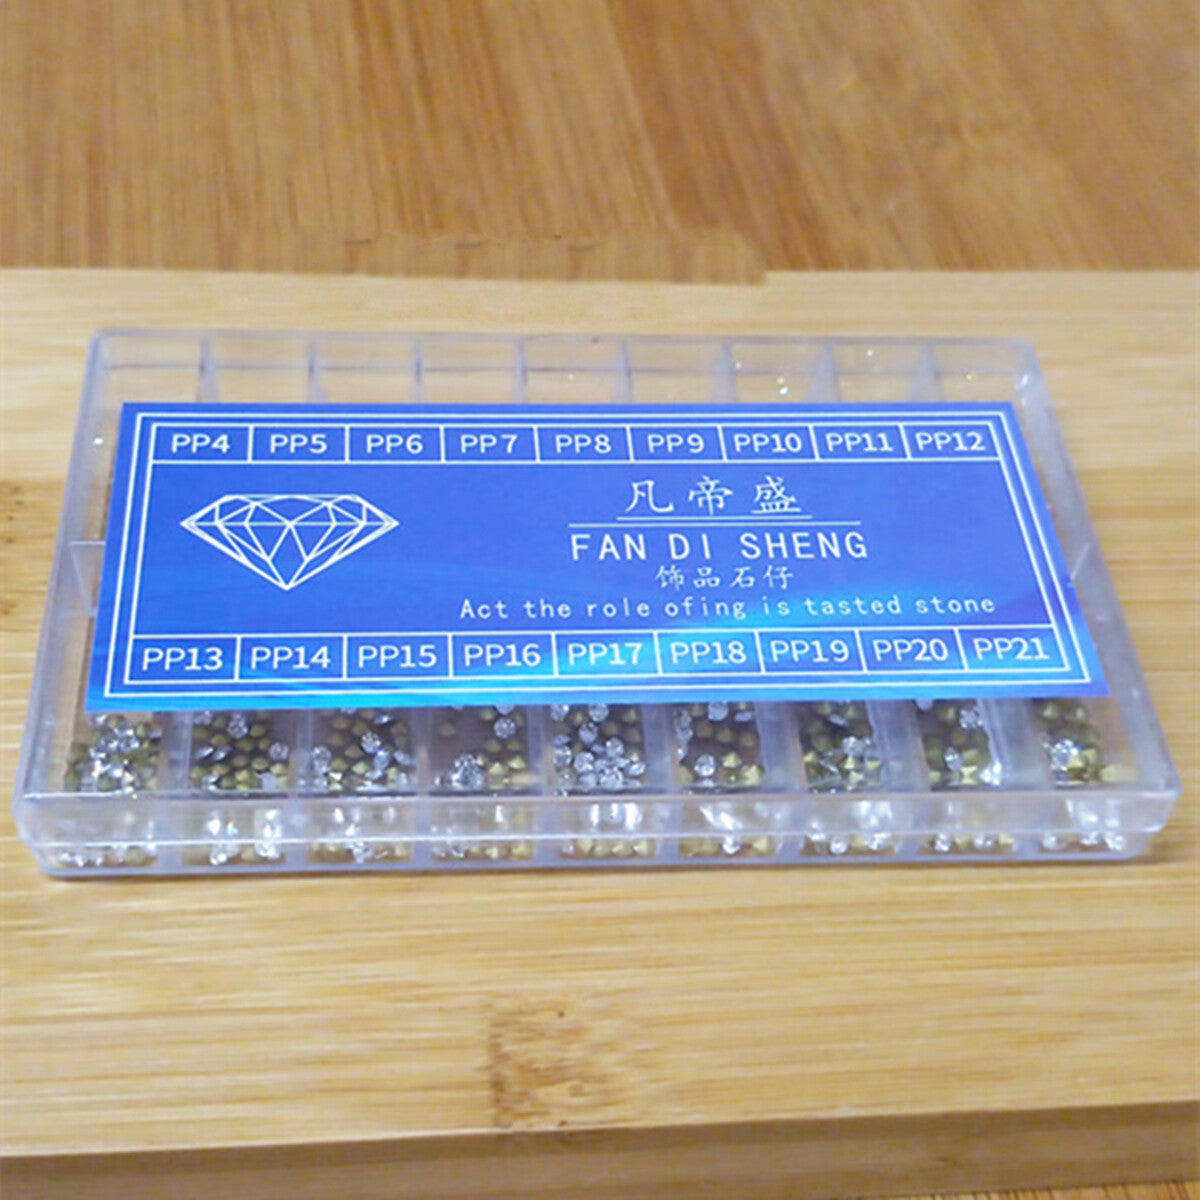 PP4 PP5 PP6 PP7 PP8 PP9 PP10 PP11 PP12
凡帝盛
FAN DI SHENG
饰品石仔
Act the role ofing is tasted stone
PP13 PP14 PP15 PP16 PP17 PP18 PP19 PP20 PP21